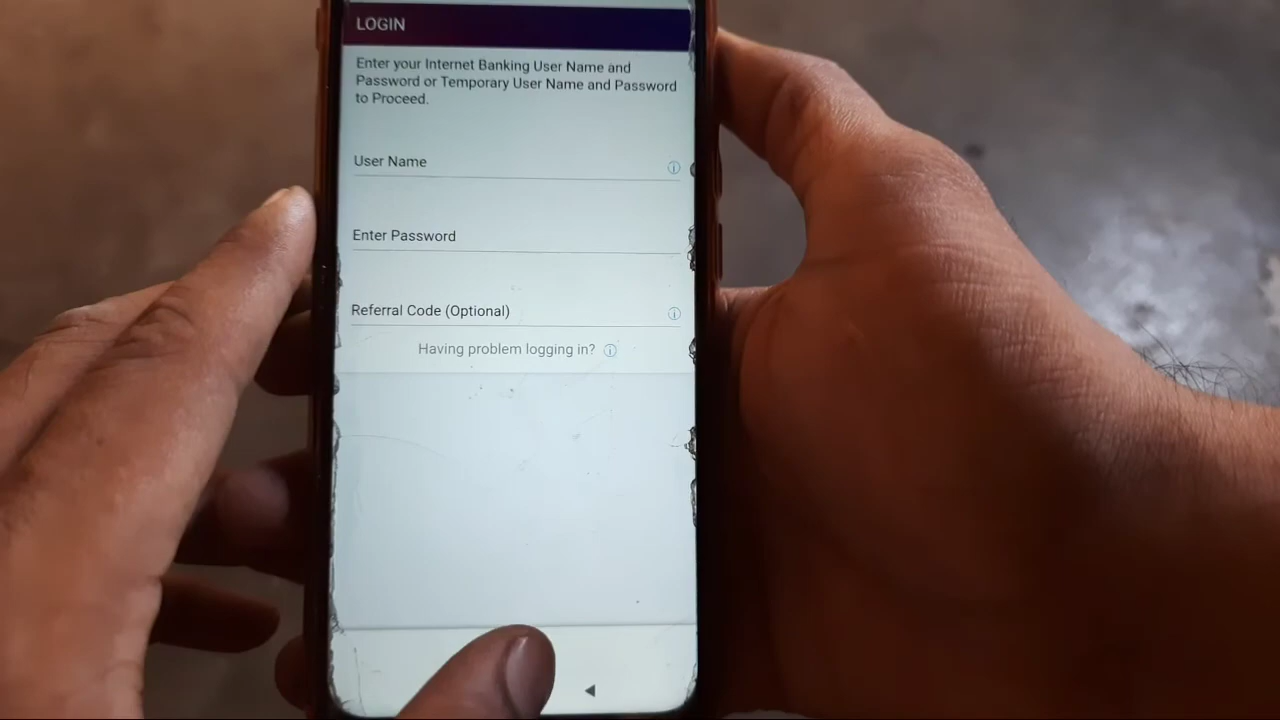 LOGIN
Enter your Internet Banking User Name and
Password or Temporary User Name and Password
to Proceed.
User Name
Enter Password
Referral Code (Optional)
Having problem logging in?